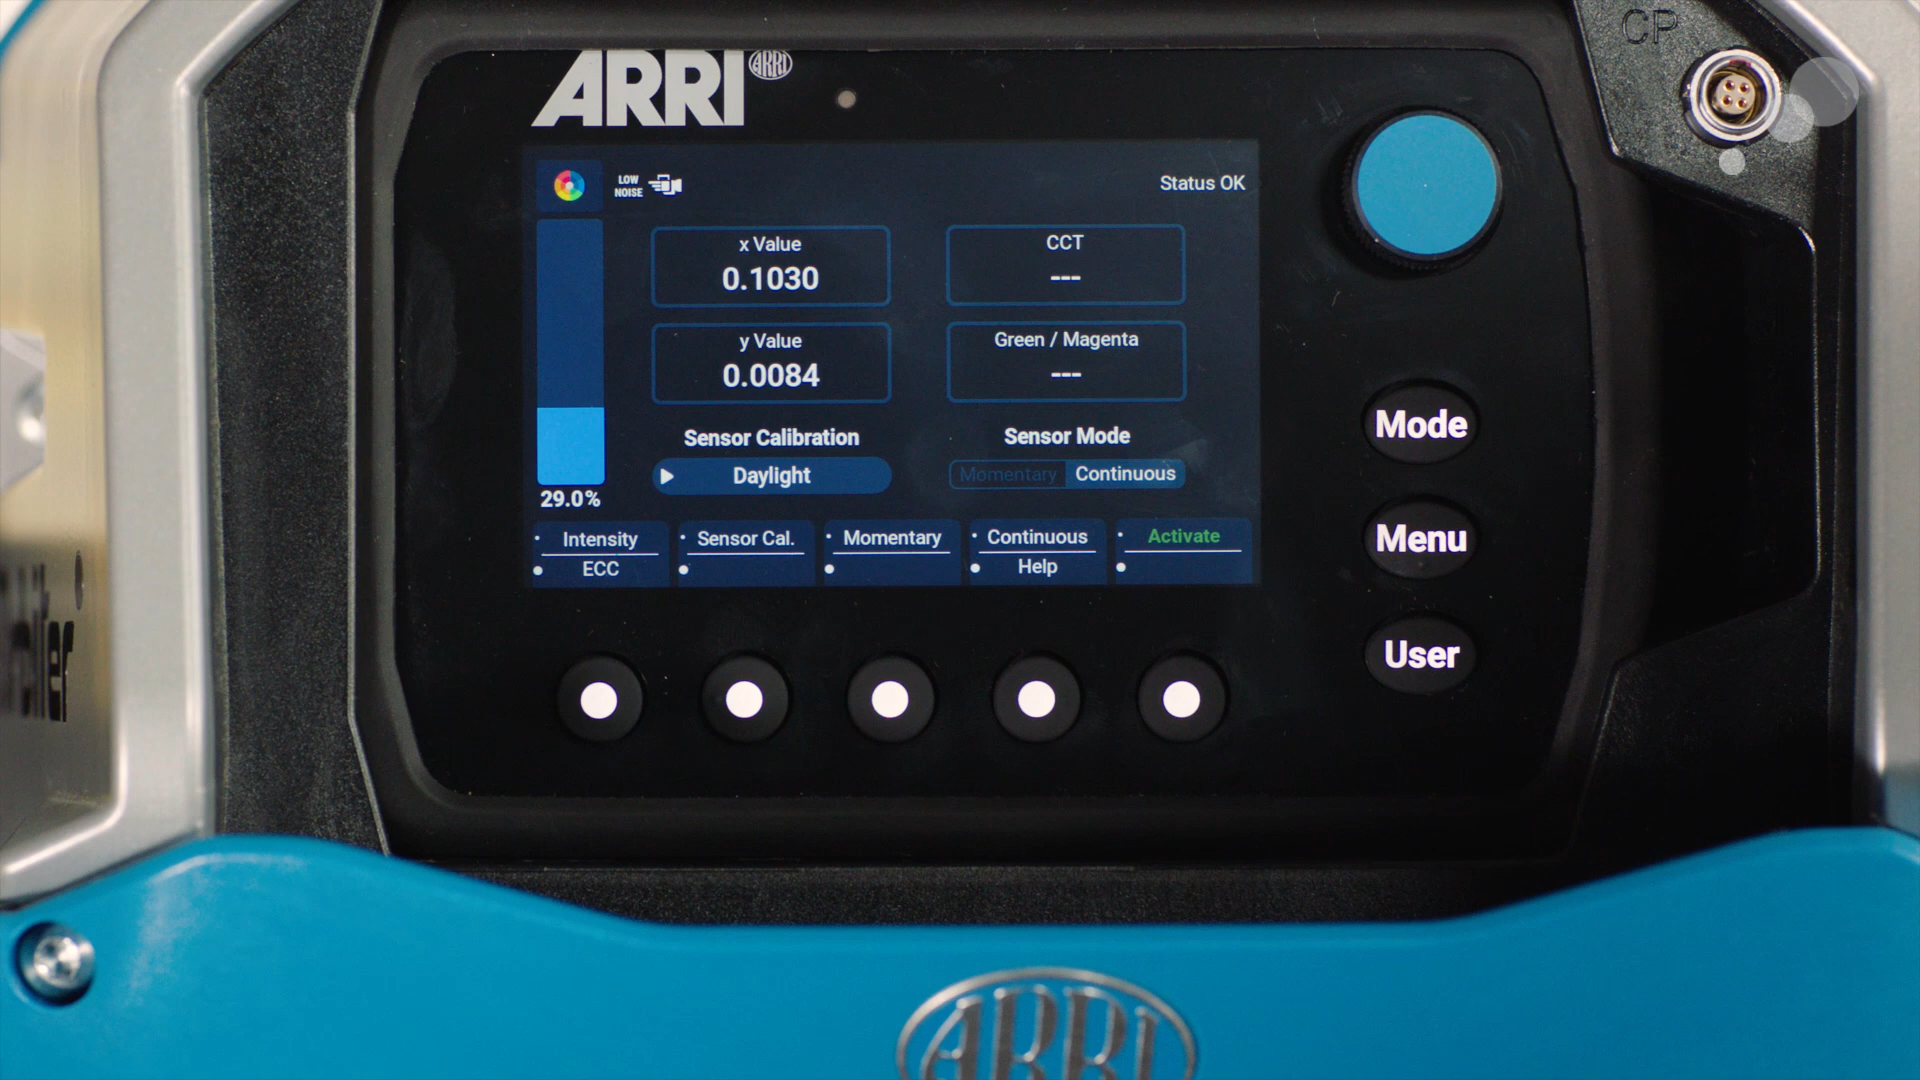 CP
ARRI ARRI
LOW
NOISE
Status OK
x Value
0.1030
CCT
---
y Value
0.0084
Green / Magenta
---
Sensor Calibration
Daylight
Sensor Mode
Momentary Continuous
29.0%
Intensity
ECC
Sensor Cal.
Momentary
Continuous
Help
Activate
Mode
Menu
User
ARRI